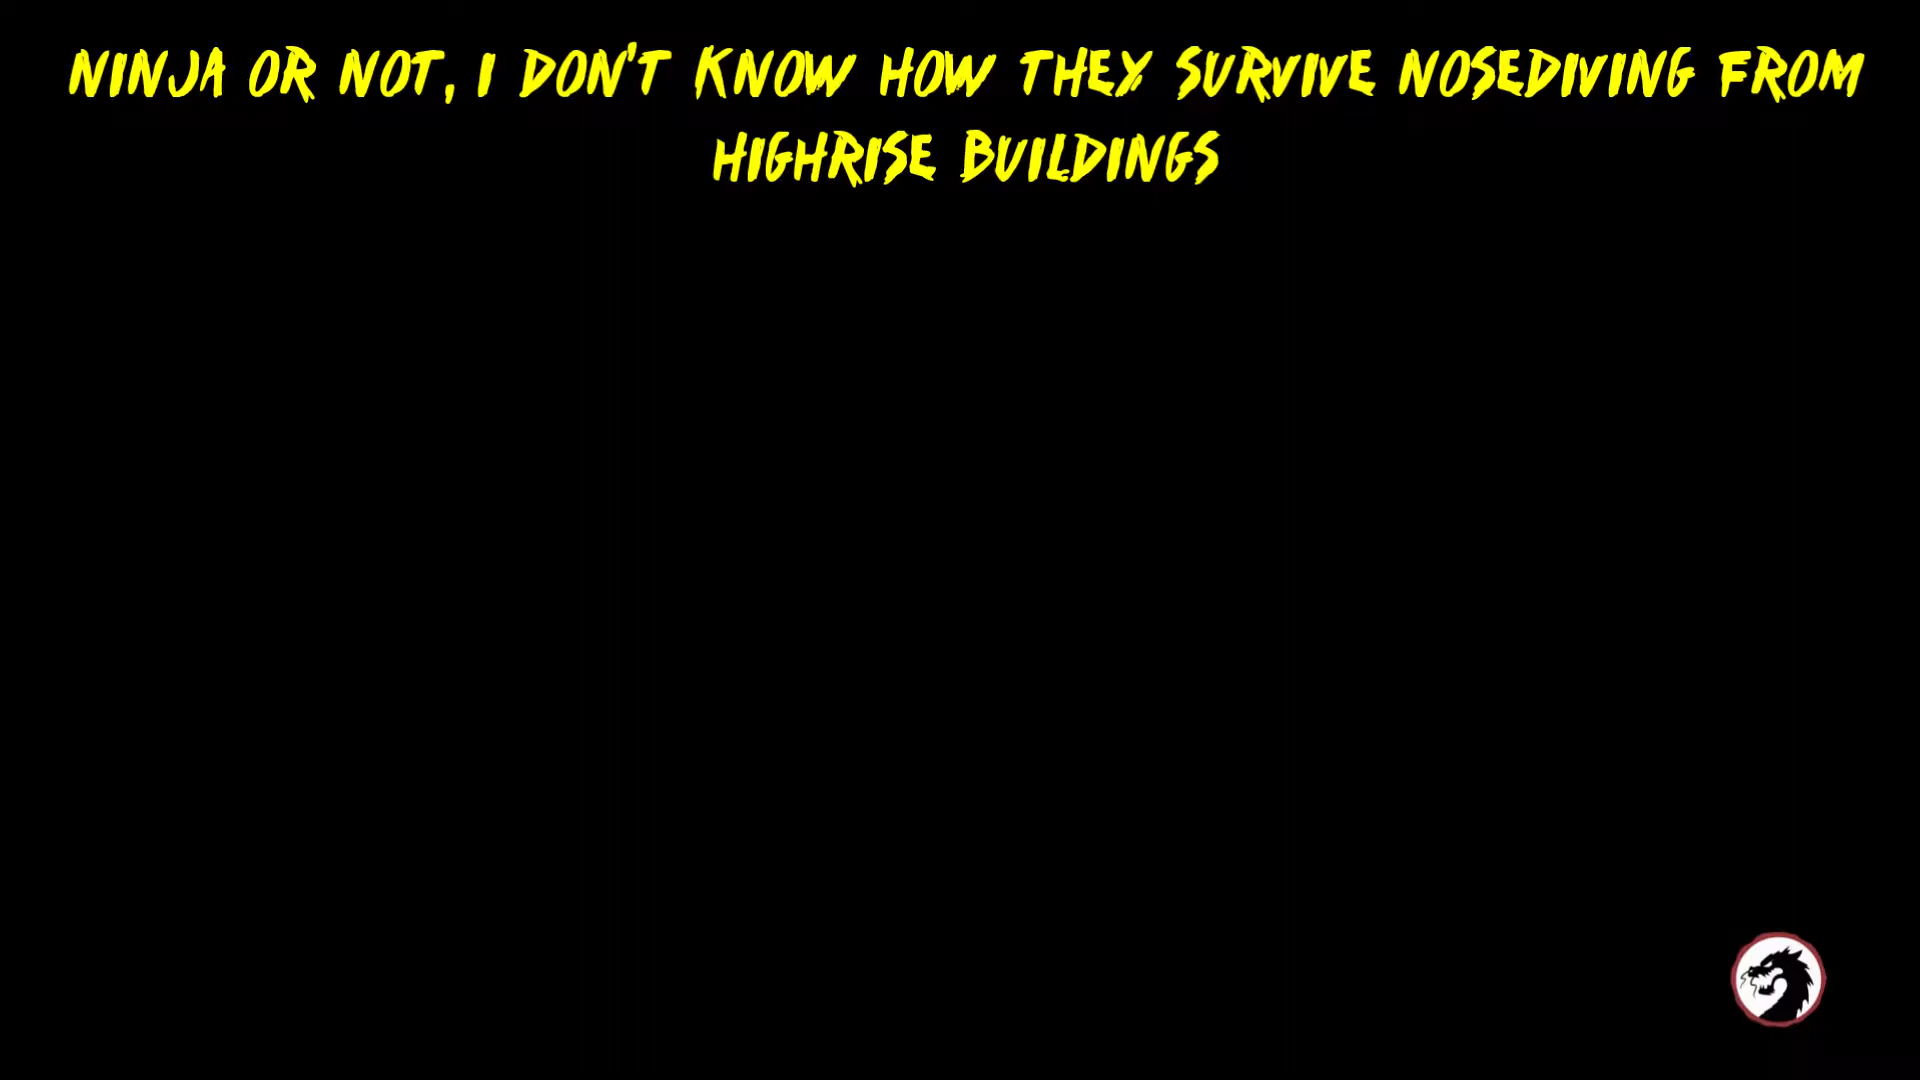 NINJA OR NOT, I DON'T KNOW HOW THEY SURVIVE NOSEDIVING FROM
HIGHRISE BUILDINGS